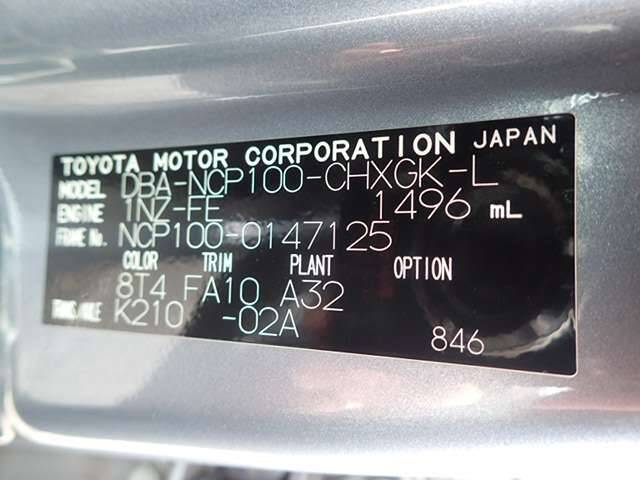 TOYOTA MOTOR CORPORATION JAPAN
MODEL DBA-NCP100-CHXGK-L
ENGINE 1NZ-FE 1496 mL
FRAME No. NCP100-0147125
COLOR TRIM PLANT OPTION
8T4 FA10 A32
TRANS/AXLE K210 -02A
846